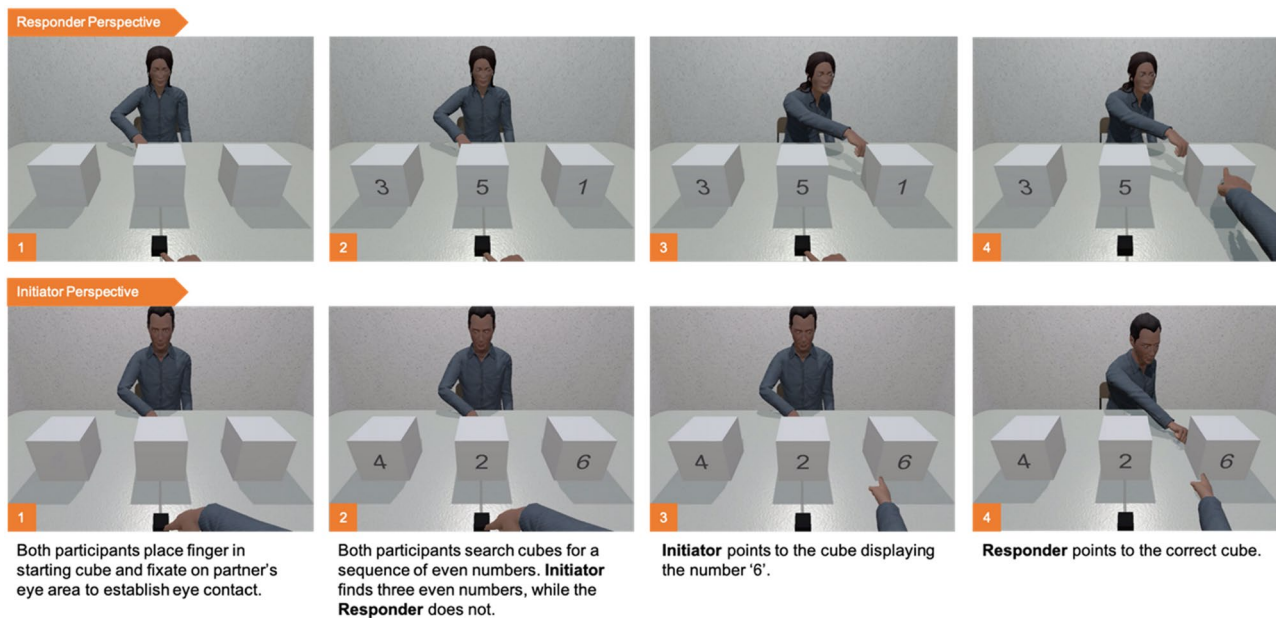 Responder Perspective
1
3 5 1
2
3 5 1
3
3 5
4
Initiator Perspective
1
4 2 6
2
4 2 6
3
4 2 6
4
Both participants place finger in
starting cube and fixate on partner's
eye area to establish eye contact.
Both participants search cubes for a
sequence of even numbers. Initiator
finds three even numbers, while the
Responder does not.
Initiator points to the cube displaying
the number '6'.
Responder points to the correct cube.